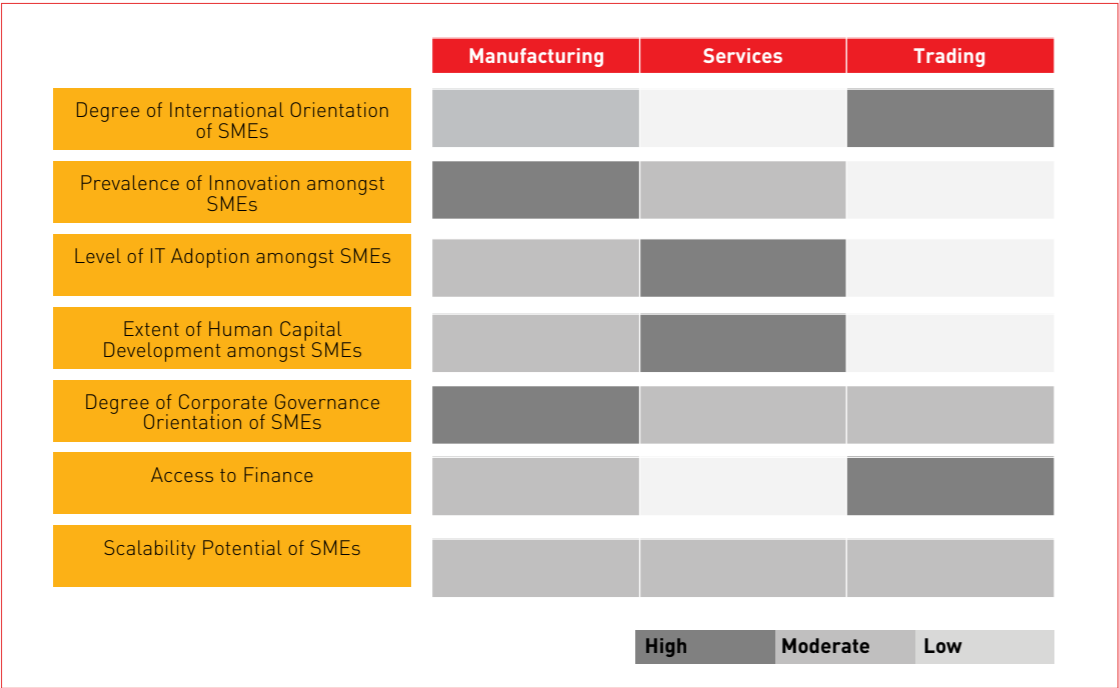 Manufacturing Services Trading
Degree of International Orientation
of SMEs
Prevalence of Innovation amongst
SMEs
Level of IT Adoption amongst SMEs
Extent of Human Capital
Development amongst SMEs
Degree of Corporate Governance
Orientation of SMEs
Access to Finance
Scalability Potential of SMEs
High Moderate Low